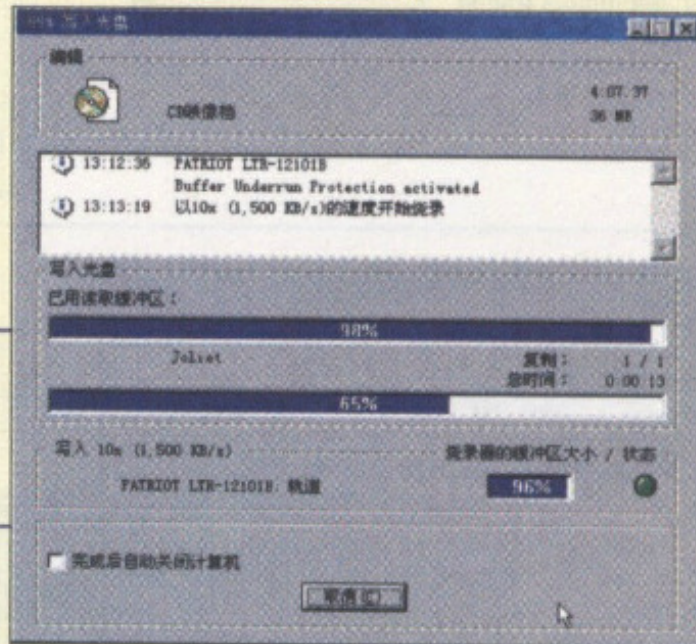 写入光盘
编辑
CD映像档
4:07.37
36 MB
13:12:36 PATRIOT LTR-12101B
Buffer Underrun Protection activated
13:13:19 以10x (1,500 KB/s)的速度开始烧录
写入光盘
已用读取缓冲区：
98%
Joliet 复制： 1 / 1
总时间： 0:00:13
65%
写入 10x (1,500 KB/s) 烧录器的缓冲区大小 / 状态
PATRIOT LTR-12101B: 轨道 96%
完成后自动关闭计算机
取消(C)